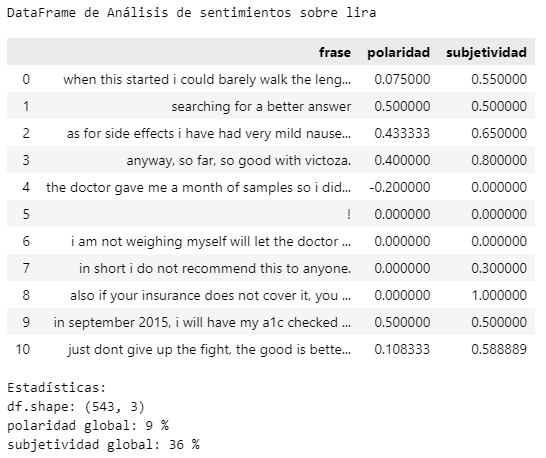 DataFrame de Análisis de sentimientos sobre lira
frase polaridad subjetividad
0 when this started i could barely walk the leng... 0.075000 0.550000
1 searching for a better answer 0.500000 0.500000
2 as for side effects i have had very mild nause... 0.433333 0.650000
3 anyway, so far, so good with victoza. 0.400000 0.800000
4 the doctor gave me a month of samples so i did... -0.200000 0.000000
5 ! 0.000000 0.000000
6 i am not weighing myself will let the doctor ... 0.000000 0.000000
7 in short i do not recommend this to anyone. 0.000000 0.300000
8 also if your insurance does not cover it, you ... 0.000000 1.000000
9 in september 2015, i will have my a1c checked ... 0.500000 0.500000
10 just dont give up the fight, the good is bette... 0.108333 0.588889
Estadísticas:
df.shape: (543, 3)
polaridad global: 9 %
subjetividad global: 36 %